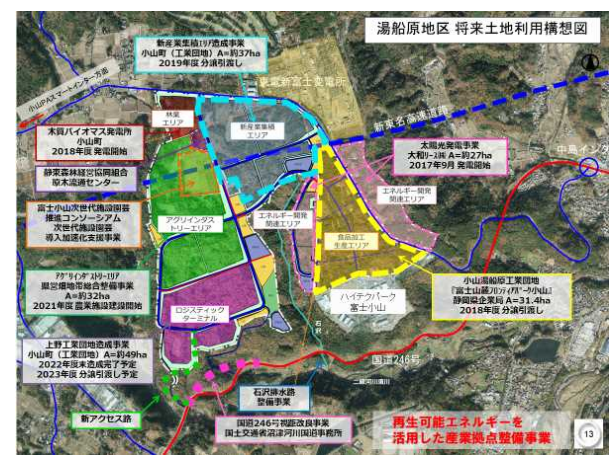 湯船原地区 将来土地利用構想図
新産業集積エリア造成事業
小山町（工業団地）A=約37ha
2019年度 分譲引渡し
東電新富士変電所
小山PAスマートインター方面
新東名高速道路
林業
エリア
新産業集積
エリア
木質バイオマス発電所
小山町
2018年度 発電開始
太陽光発電事業
大和リース㈱ A=約27ha
2017年9月 発電開始
静東森林経営協同組合
原木流通センター
エネルギー開発
関連エリア
エネルギー開発
関連エリア
富士小山次世代施設園芸
推進コンソーシアム
次世代施設園芸
導入加速化支援事業
アグリインダス
トリーエリア
食品加工
生産エリア
アグリインダストリーエリア
県営畑地帯総合整備事業
A=約32ha
2021年度 農業施設建設開始
小山湯船原工業団地
静岡県企業局 A=31.4ha
2018年度 分譲引渡し
ハイテクパーク
富士小山
ロジスティック
ターミナル
上野工業団地造成事業
小山町（工業団地）A=約49ha
2022年度末造成完了予定
2023年度 分譲引渡し予定
石沢
国道246号
新アクセス路
石沢排水路
整備事業
国道246号視距改良事業
国土交通省沼津河川国道事務所
再生可能エネルギーを
活用した産業拠点整備事業
13